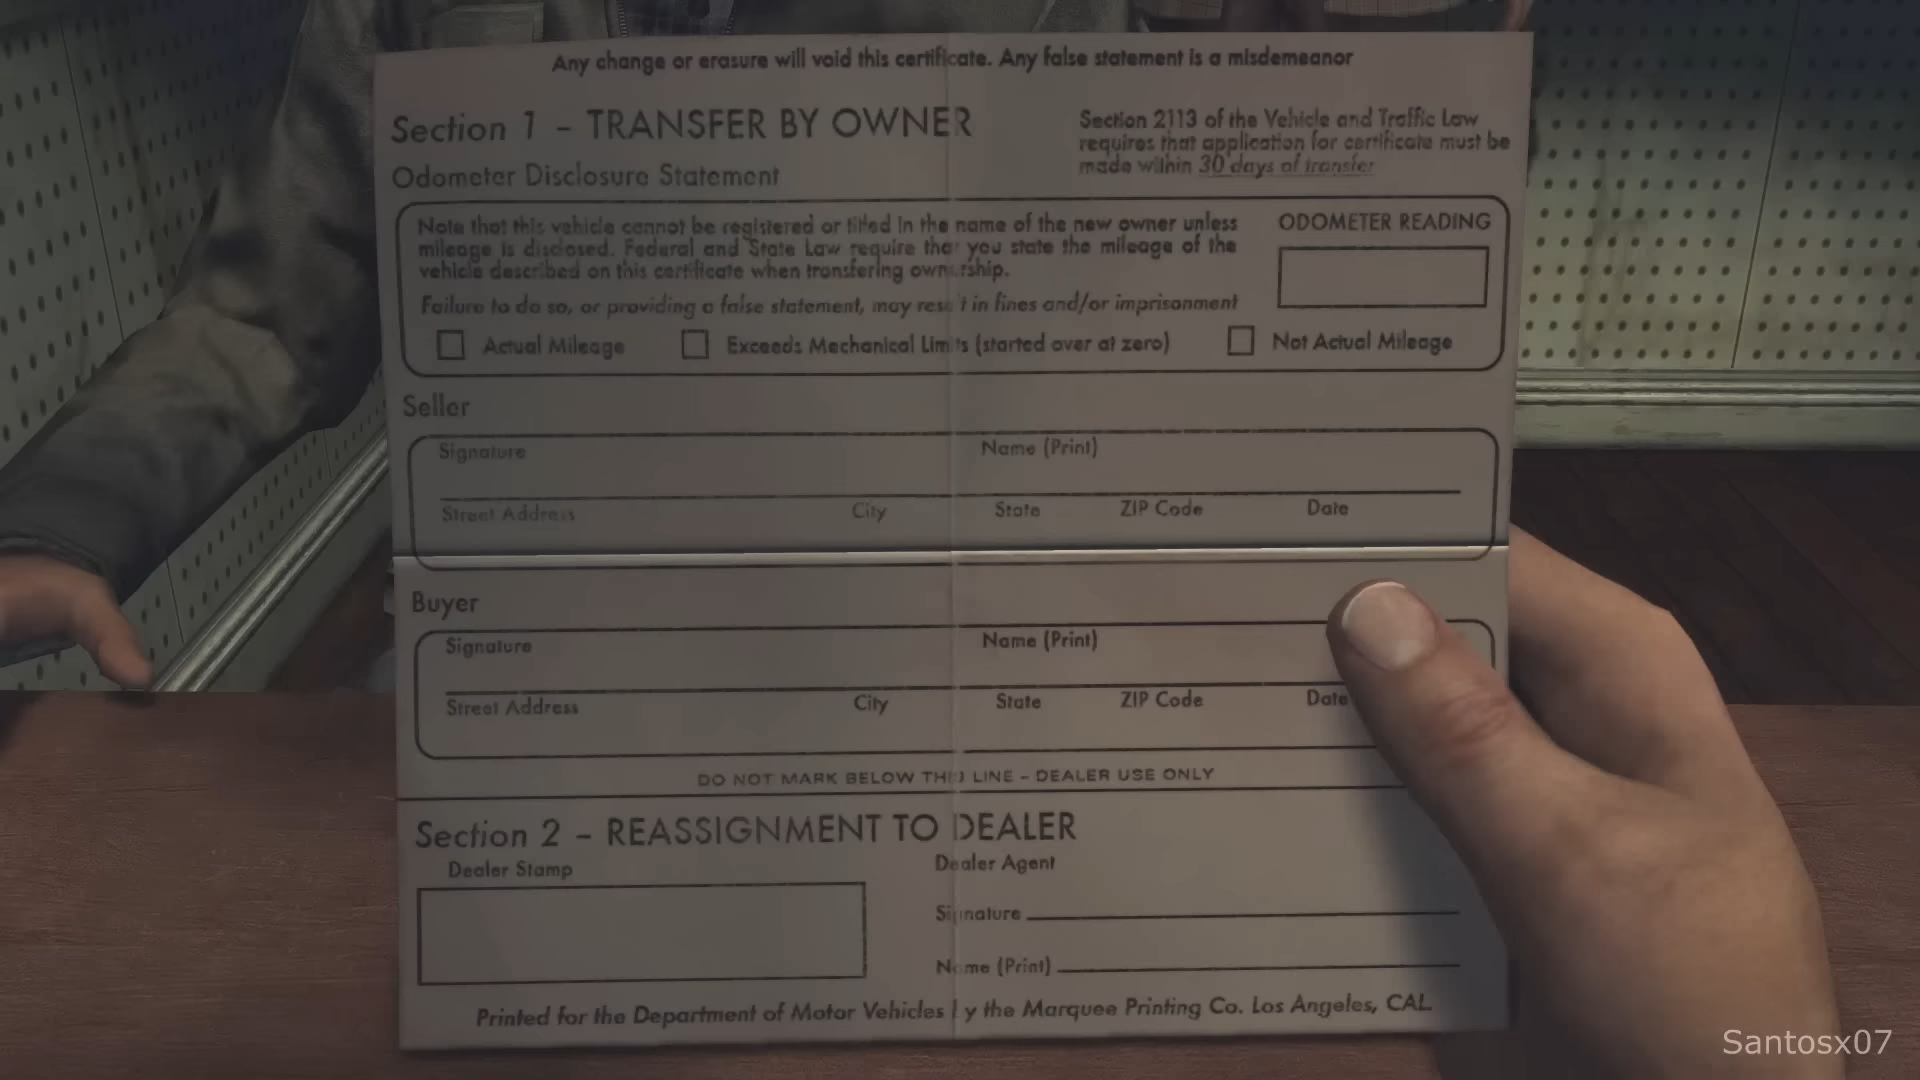 Any change or erasure will void this certificate. Any false statement is a misdemeanor
Section 1 - TRANSFER BY OWNER
Section 2113 of the Vehicle and Traffic Law
requires that application for certificate must be
made within 30 days of transfer
Odometer Disclosure Statement
Note that this vehicle cannot be registered or titled in the name of the new owner unless
mileage is disclosed. Federal and State Law require that you state the mileage of the
vehicle described on this certificate when transfering ownership.
Failure to do so, or providing a false statement, may result in fines and/or imprisonment
ODOMETER READING
Actual Mileage
Exceeds Mechanical Limits (started over at zero)
Not Actual Mileage
Seller
Signature
Name (Print)
Street Address
City
State
ZIP Code
Date
Buyer
Signature
Name (Print)
Street Address
City
State
ZIP Code
Date
DO NOT MARK BELOW THIS LINE - DEALER USE ONLY
Section 2 - REASSIGNMENT TO DEALER
Dealer Stamp
Dealer Agent
Signature
Name (Print)
Printed for the Department of Motor Vehicles by the Marquee Printing Co. Los Angeles, CAL
Santosx07